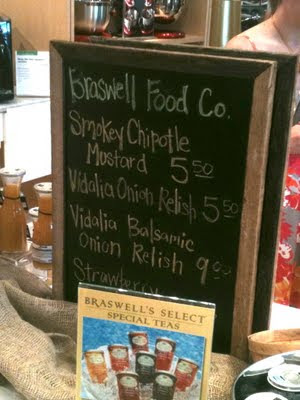 Braswell Food Co.
Smokey Chipotle
Mustard 5.50
Vidalia Onion Relish 5.50
Vidalia Balsamic
Onion Relish 9.00
Strawberry
BRASWELL'S SELECT
SPECIAL TEAS